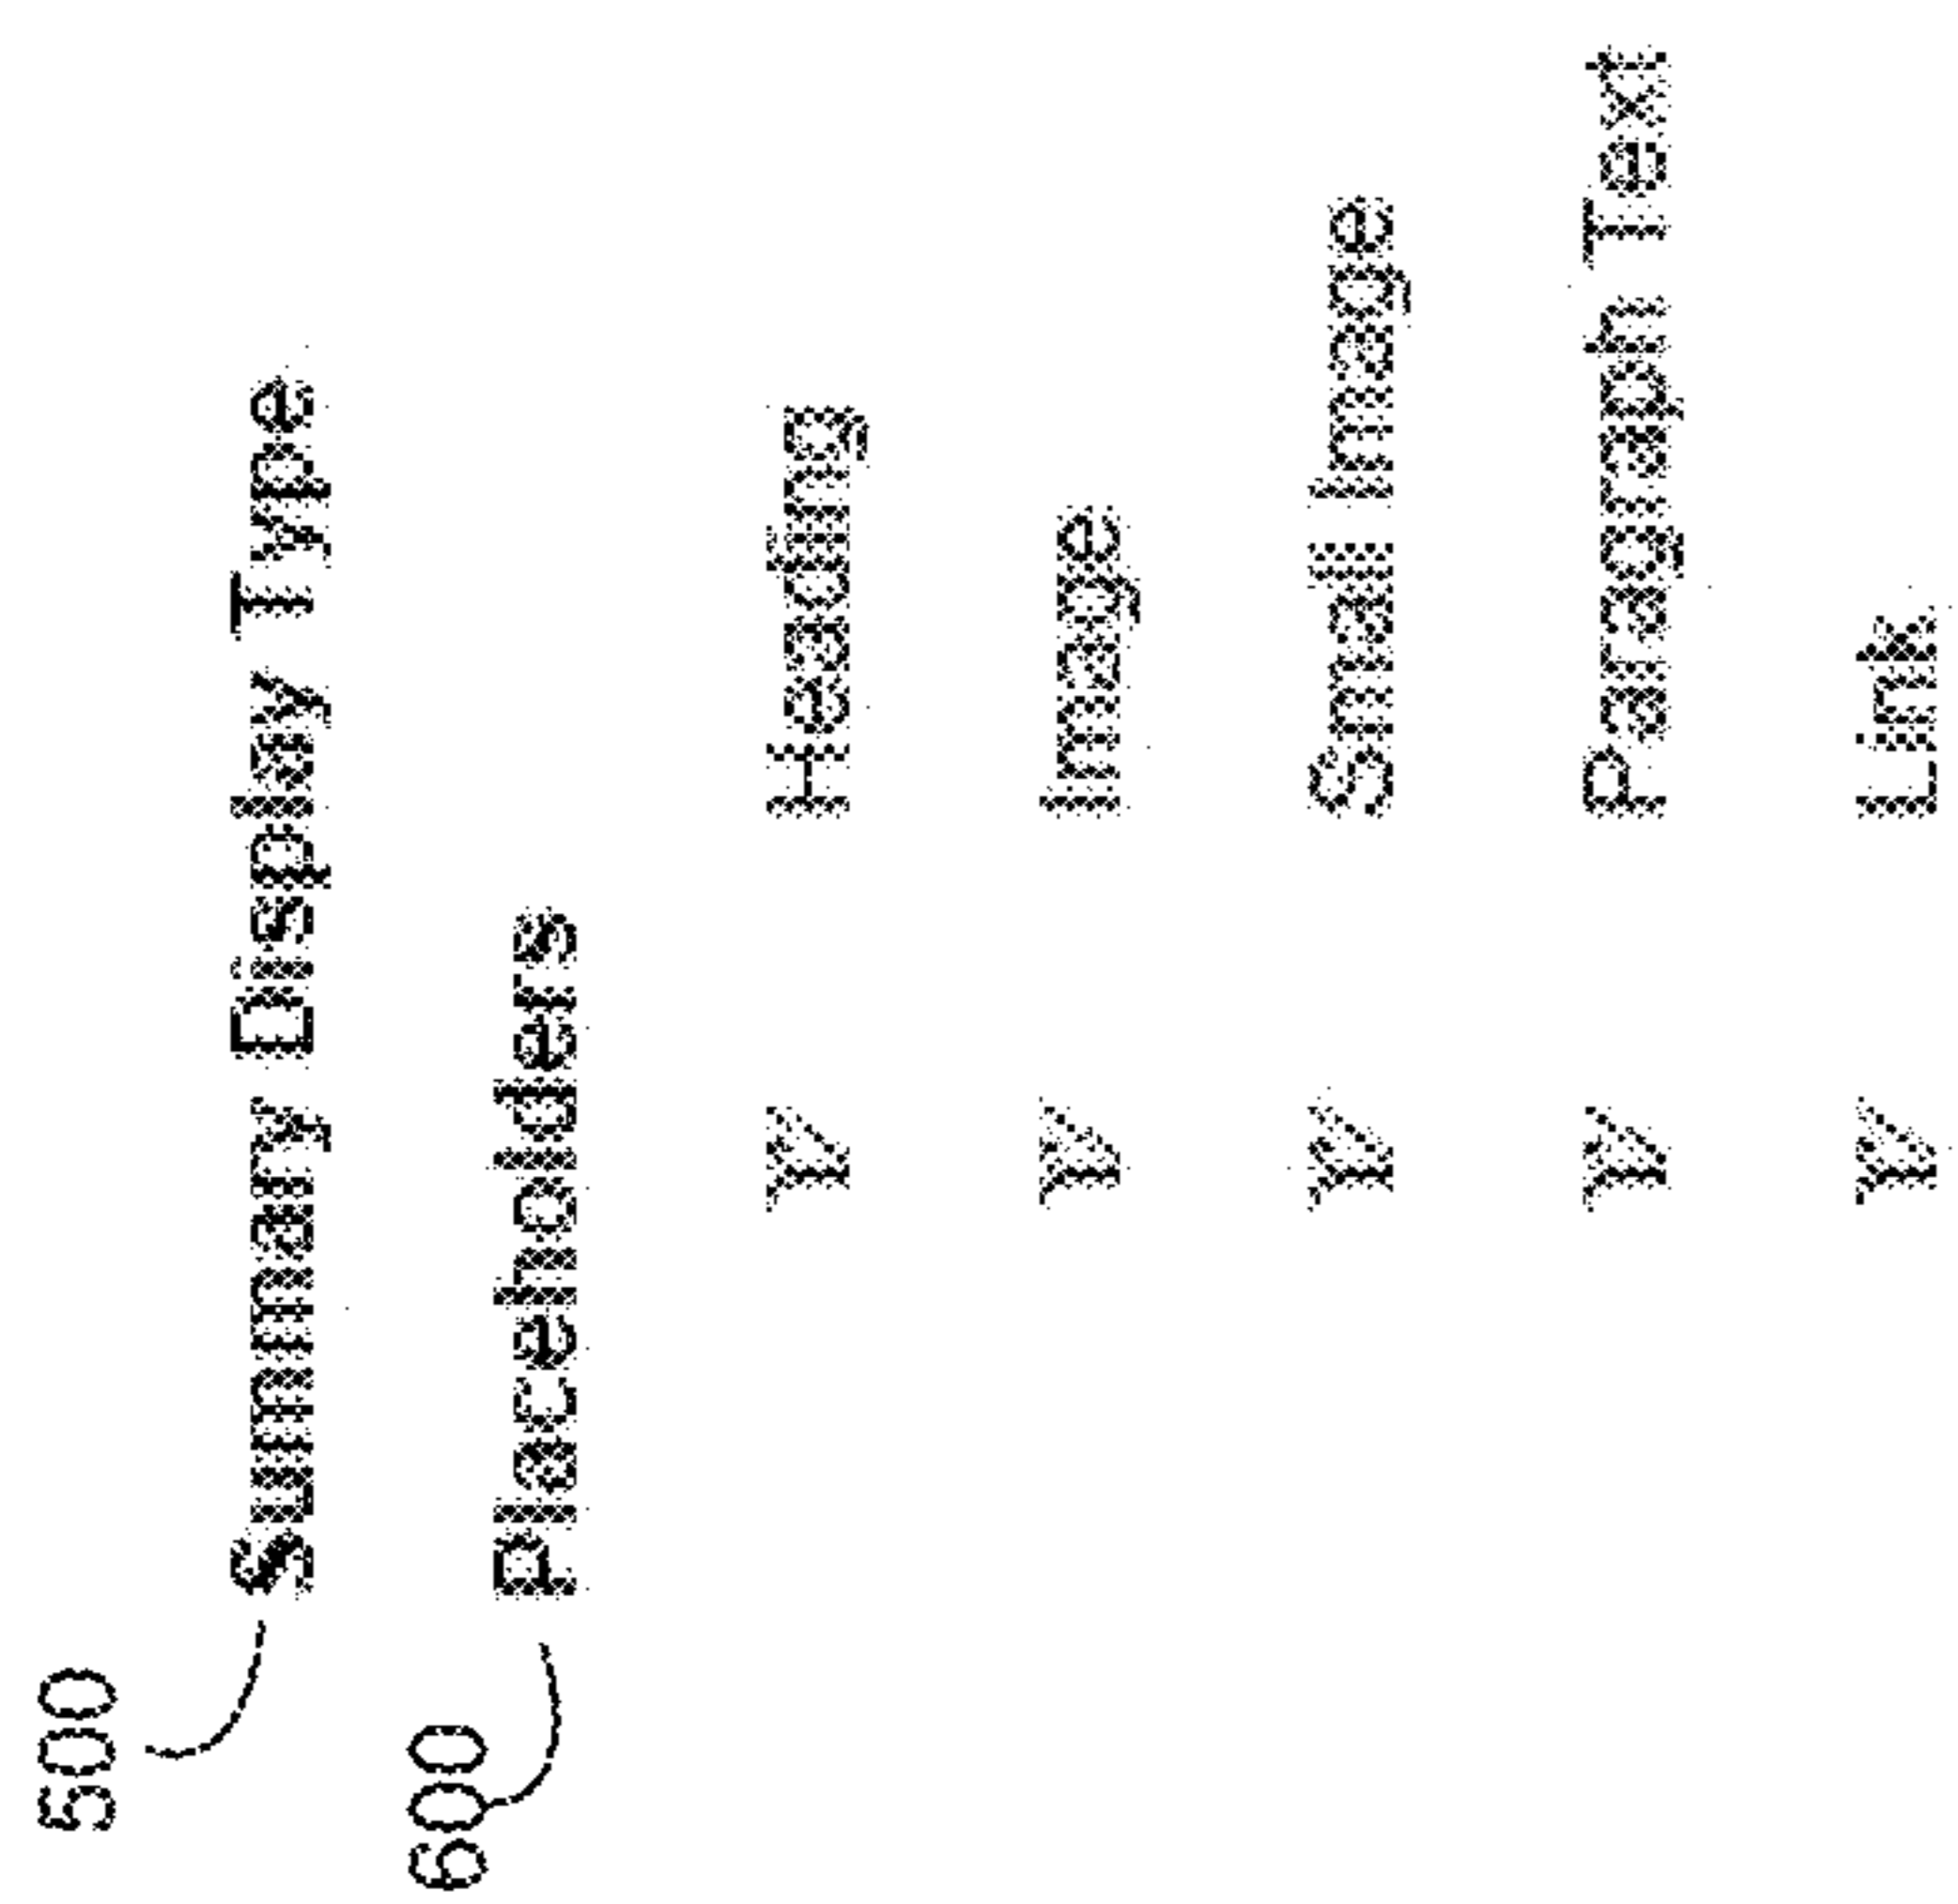 500
Summary Display Type
600
Placeholders
Y Heading
Y Image
Y Small Image
Y Paragraph Text
Y Link